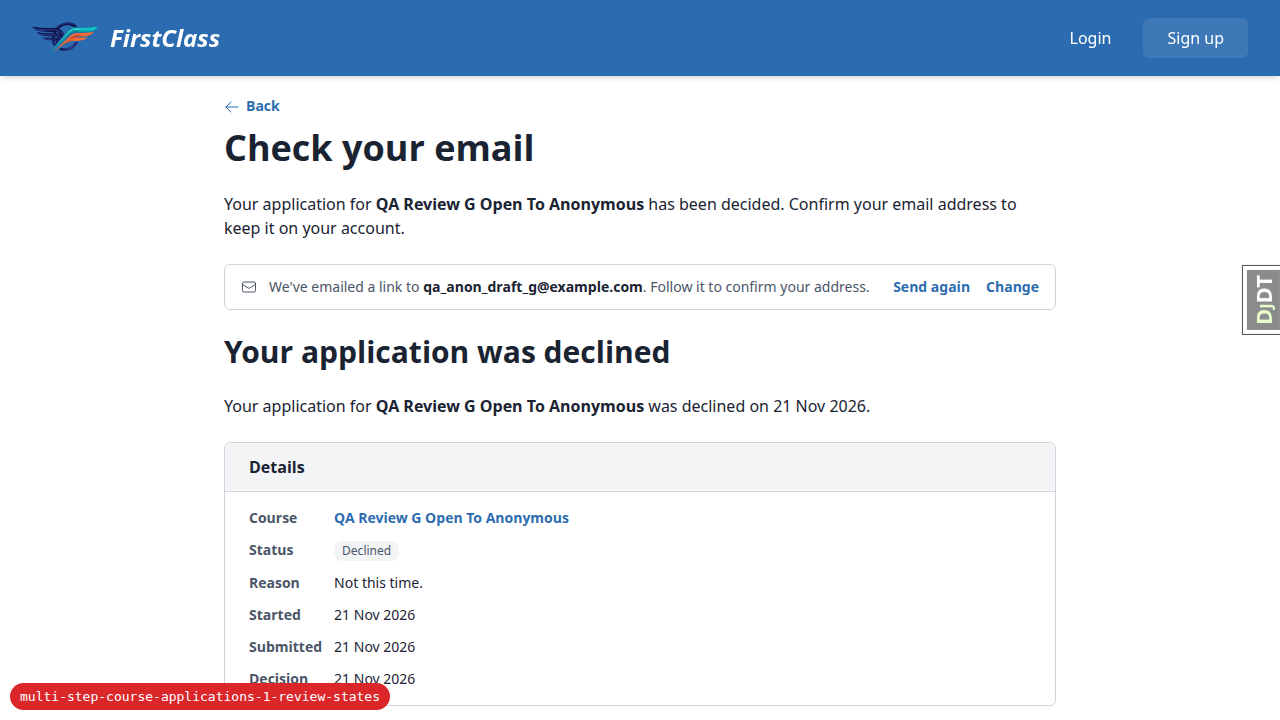 FirstClass
Login
Sign up
Back
Check your email
Your application for QA Review G Open To Anonymous has been decided. Confirm your email address to
keep it on your account.
We've emailed a link to qa_anon_draft_g@example.com. Follow it to confirm your address.
Send again
Change
DJDT
Your application was declined
Your application for QA Review G Open To Anonymous was declined on 21 Nov 2026.
Details
Course QA Review G Open To Anonymous
Status Declined
Reason Not this time.
Started 21 Nov 2026
Submitted 21 Nov 2026
Decision 21 Nov 2026
multi-step-course-applications-1-review-states